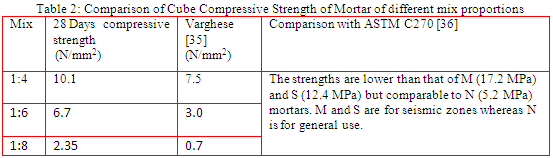 Table 2: Comparison of Cube Compressive Strength of Mortar of different mix proportions
Mix 28 Days compressive strength (N/mm²) Varghese [35] (N/mm²) Comparison with ASTM C270 [36]
1:4 10.1 7.5 The strengths are lower than that of M (17.2 MPa)
and S (12.4 MPa) but comparable to N (5.2 MPa)
1:6 6.7 3.0 mortars. M and S are for seismic zones whereas N
is for general use.
1:8 2.35 0.7